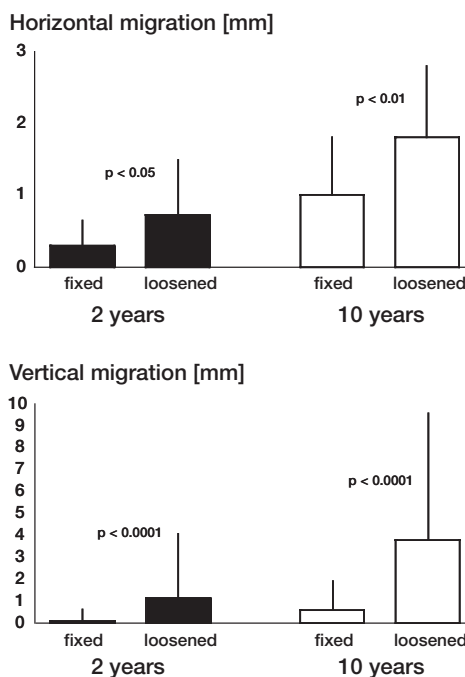 Horizontal migration [mm]
3
p < 0.01
2
p < 0.05
1
0
fixed loosened fixed loosened
2 years 10 years
Vertical migration [mm]
10
9
8
7
p < 0.0001
6
5
p < 0.0001
4
3
2
1
0
fixed loosened fixed loosened
2 years 10 years